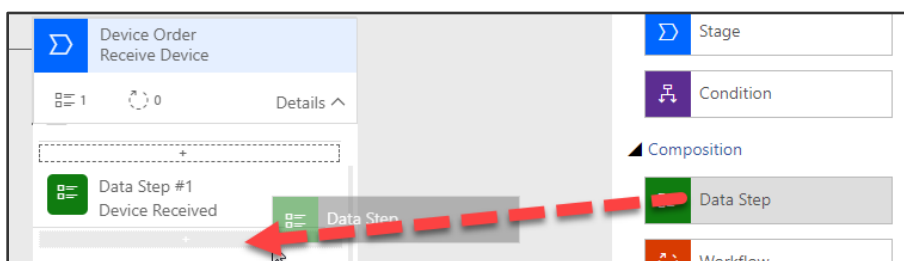 Device Order
Receive Device
1
0
Details
+
Data Step #1
Device Received
Data Step
+
Stage
Condition
Composition
Data Step
Workflow